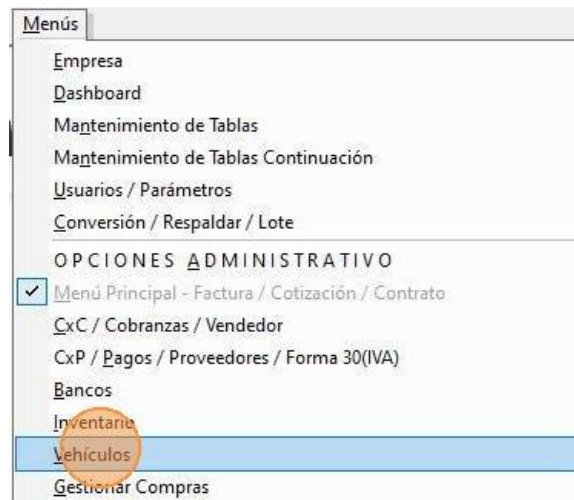 Menús
Empresa
Dashboard
Mantenimiento de Tablas
Mantenimiento de Tablas Continuación
Usuarios / Parámetros
Conversión / Respaldar / Lote
OPCIONES ADMINISTRATIVO
Menú Principal - Factura / Cotización / Contrato
CxC / Cobranzas / Vendedor
CxP / Pagos / Proveedores / Forma 30(IVA)
Bancos
Inventario
Vehículos
Gestionar Compras